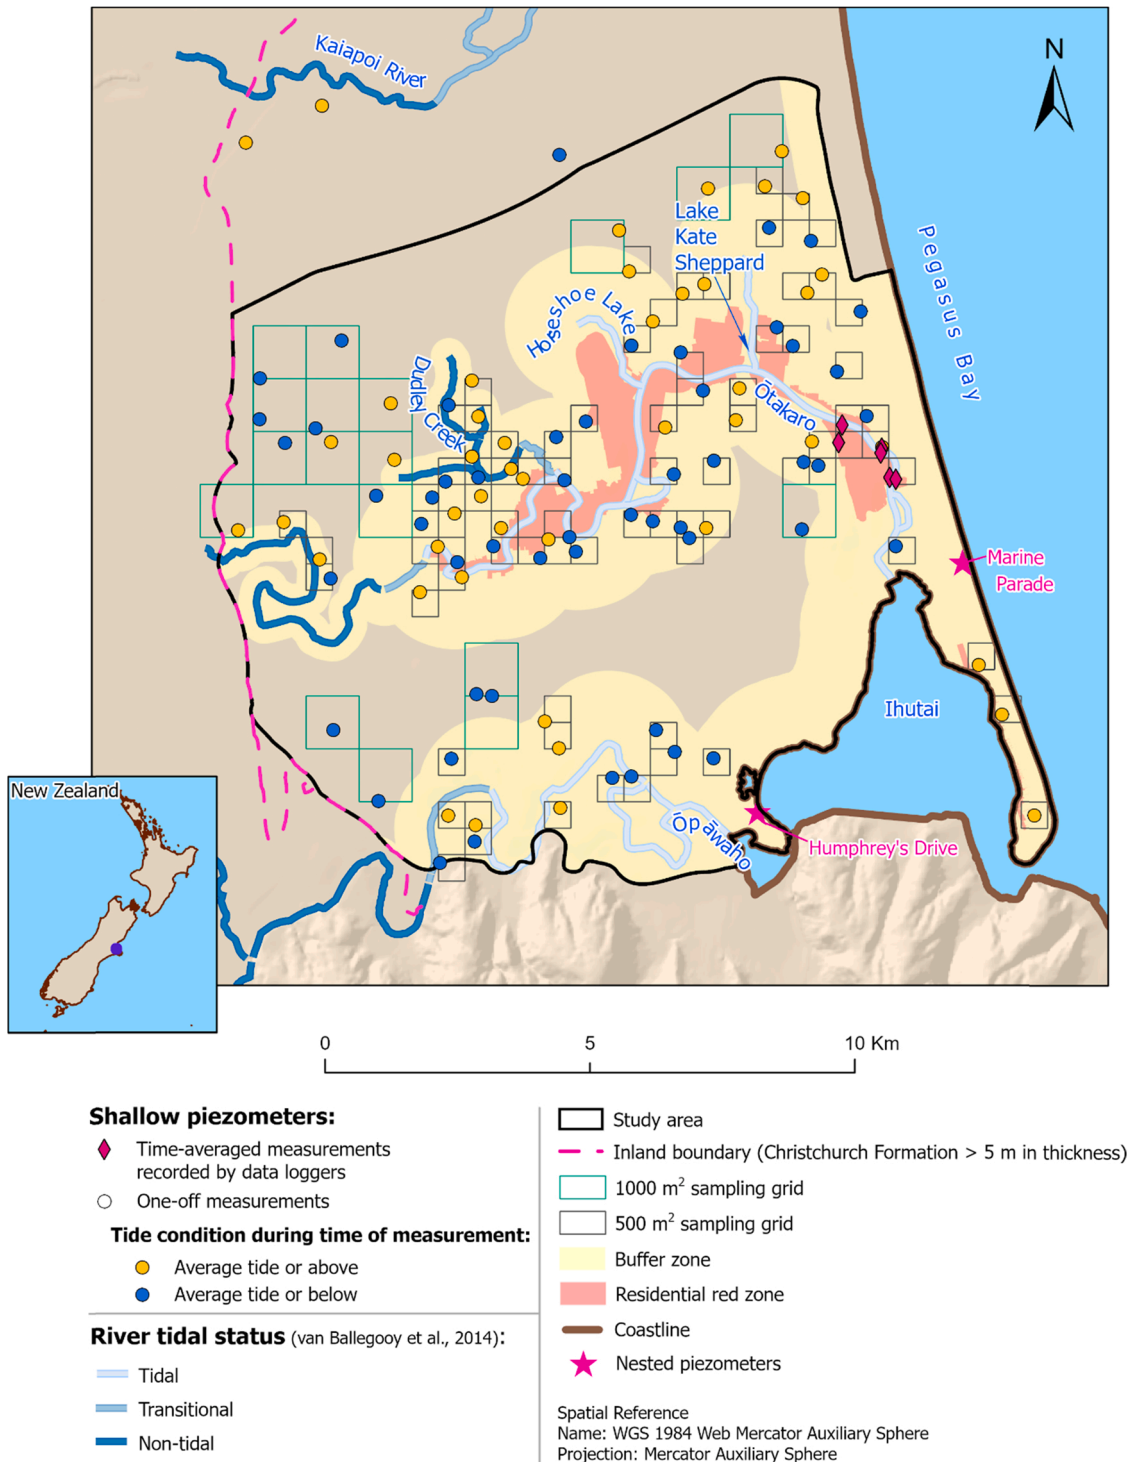 Kaiapoi River
N
Lake
Kate
Sheppard
Pegasus Bay
Horseshoe Lake
Dudley Creek
Ōtakaro
Marine
Parade
Ihutai
New Zealand
Ōpāwaho
Humphrey's Drive
0 5 10 Km
Shallow piezometers:
Time-averaged measurements
recorded by data loggers
One-off measurements
Tide condition during time of measurement:
Average tide or above
Average tide or below
River tidal status (van Ballegooy et al., 2014):
Tidal
Transitional
Non-tidal
Study area
Inland boundary (Christchurch Formation > 5 m in thickness)
1000 m² sampling grid
500 m² sampling grid
Buffer zone
Residential red zone
Coastline
Nested piezometers
Spatial Reference
Name: WGS 1984 Web Mercator Auxiliary Sphere
Projection: Mercator Auxiliary Sphere